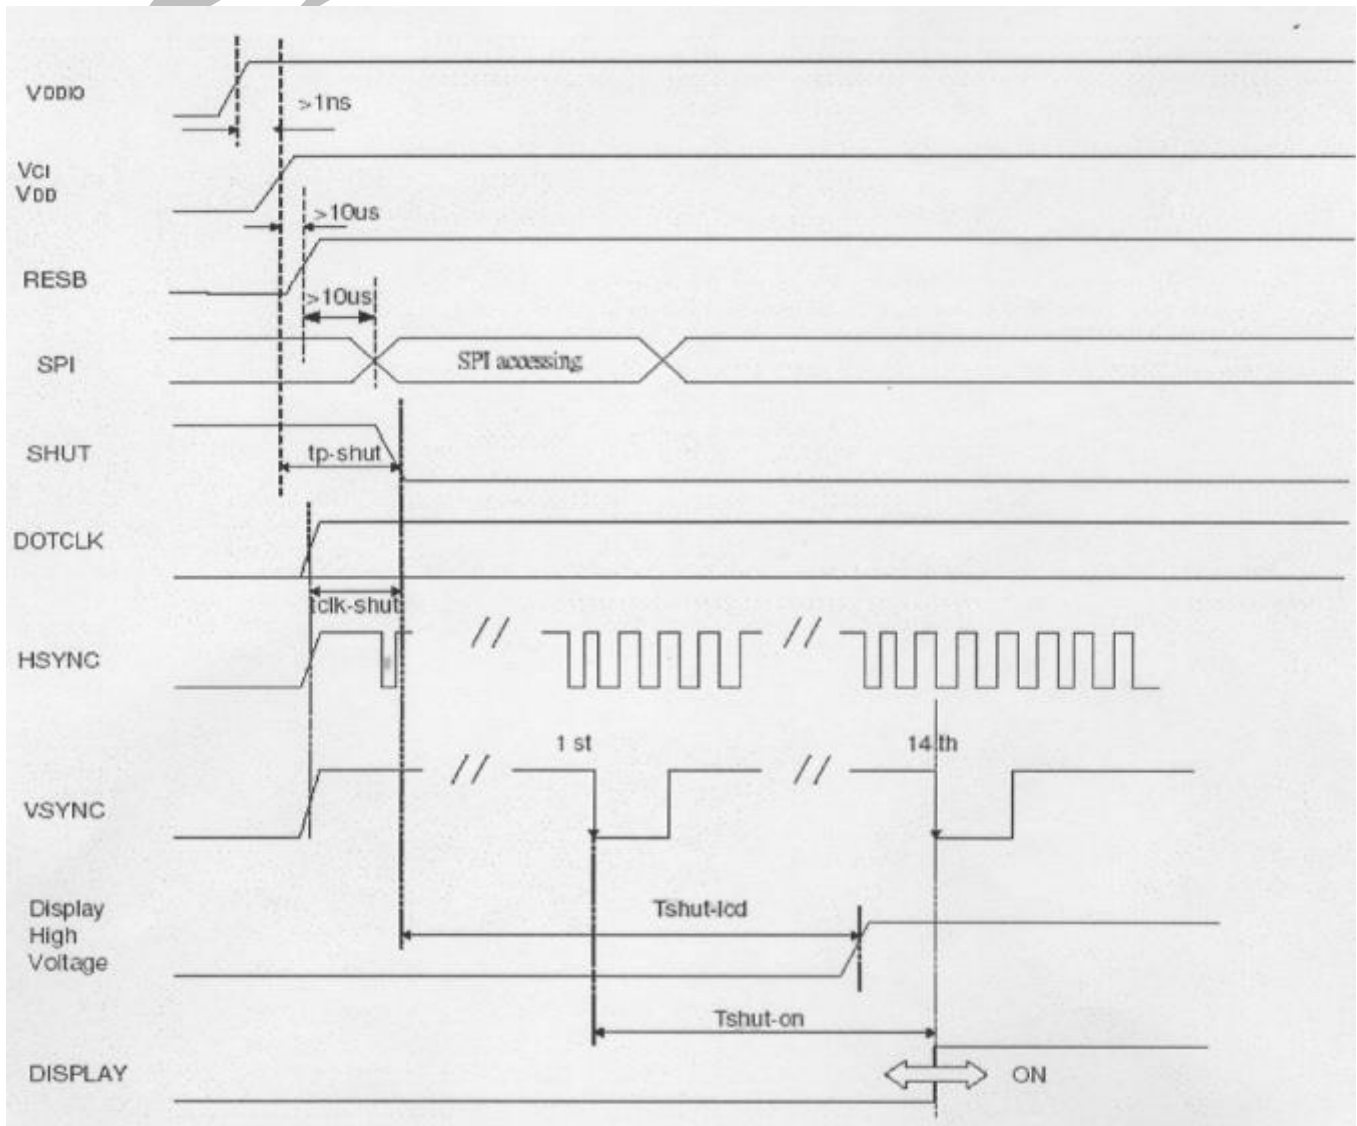 VDDIO
>1ns
VCI
VDD
>10us
RESB
>10us
SPI
SPI accessing
SHUT
tp-shut
DOTCLK
tclk-shut
HSYNC
1 st
14 th
VSYNC
Display
High
Voltage
Tshut-lcd
Tshut-on
DISPLAY
ON